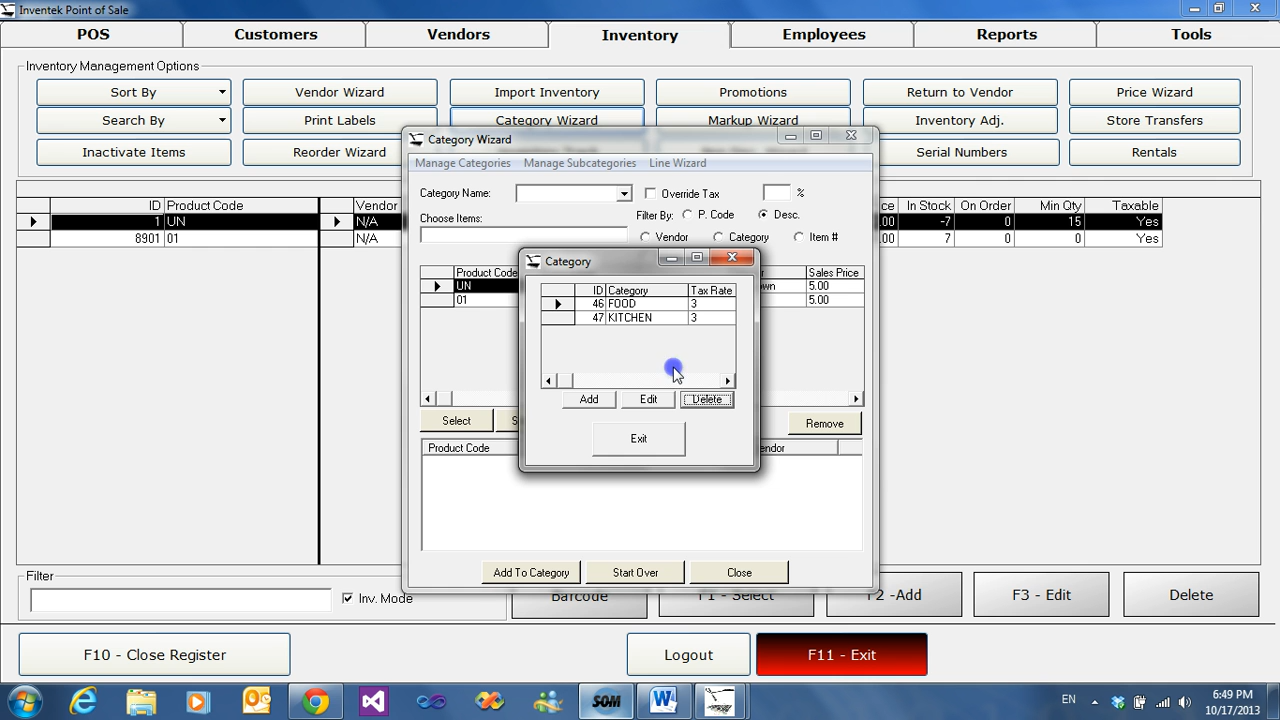 Inventek Point of Sale
POS Customers Vendors Inventory Employees Reports Tools
Inventory Management Options
Sort By Vendor Wizard Import Inventory Promotions Return to Vendor Price Wizard
Search By Print Labels Category Wizard Markup Wizard Inventory Adj. Store Transfers
Inactivate Items Reorder Wizard Serial Numbers Rentals
Category Wizard
Manage Categories Manage Subcategories Line Wizard
Category Name: Override Tax %
Choose Items: Filter By: P. Code Desc.
Vendor Category Item #
ID Product Code Vendor In Stock On Order Min Qty Taxable
1 UN N/A .00 -7 0 15 Yes
8901 01 N/A .00 7 0 0 Yes
Product Code Sales Price
UN own 5.00
01 5.00
Category
ID Category Tax Rate
46 FOOD 3
47 KITCHEN 3
Add Edit Delete
Exit
Select Remove
Product Code
Add To Category Start Over Close
Filter
Inv. Mode
Barcode F1 - Select F2 -Add F3 - Edit Delete
F10 - Close Register Logout F11 - Exit
SOM EN 6:49 PM
10/17/2013